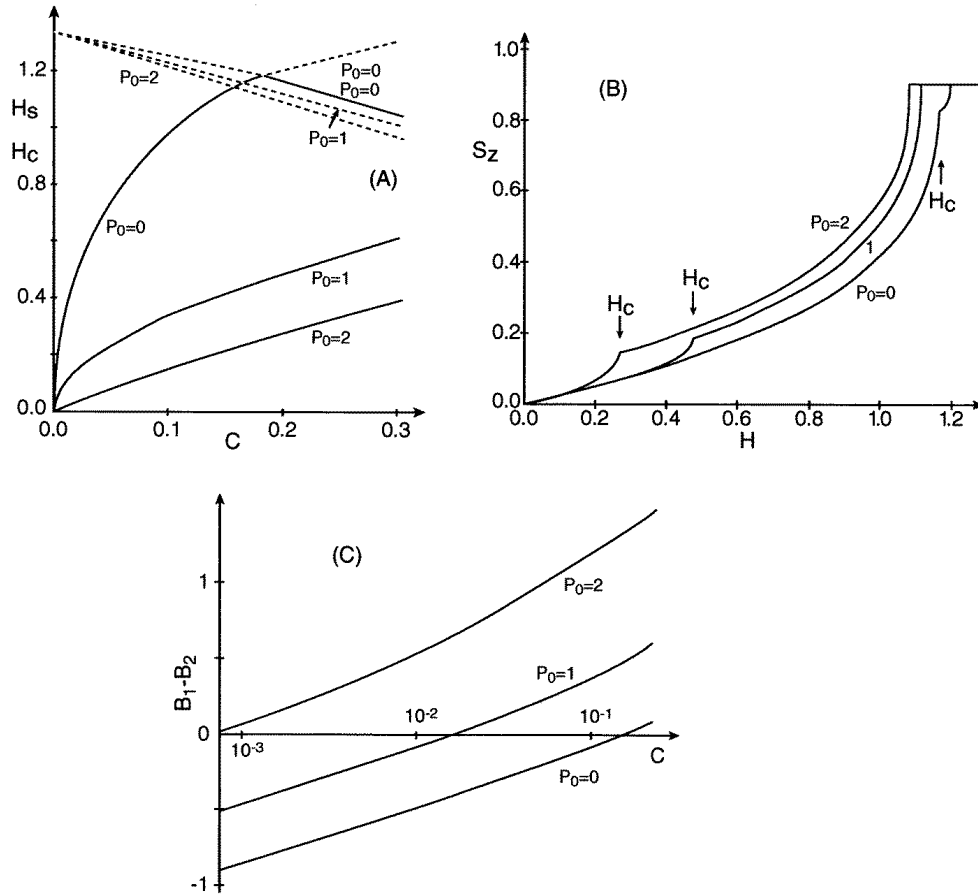 1.2
Hs
Hc
0.8
0.4
0.0
P0=2
P0=0
P0=0
P0=1
(A)
P0=0
P0=1
P0=2
0.0 0.1 0.2 0.3
C
(B)
1.0
Sz
0.8
0.6
0.4
0.2
0.0
P0=2
1
P0=0
Hc
Hc
Hc
0.0 0.2 0.4 0.6 0.8 1.0 1.2
H
(C)
1
B1-B2
0
-1
P0=2
P0=1
10-3 10-2 10-1
C
P0=0